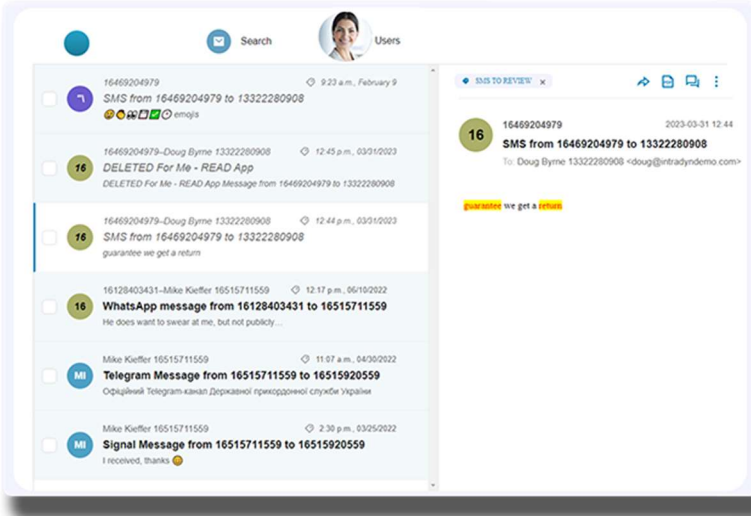 Search
Users
16469204979
9:23 a.m., February 9
SMS from 16469204979 to 13322280908
emojis
16469204979–Doug Byrne 13322280908
12:45 p.m., 03/31/2023
16
DELETED For Me - READ App
DELETED For Me - READ App Message from 16469204979 to 13322280908
16469204979–Doug Byrne 13322280908
12:44 p.m., 03/31/2023
16
SMS from 16469204979 to 13322280908
guarantee we get a return
16128403431–Mike Kieffer 16515711559
12:17 p.m., 06/10/2022
16
WhatsApp message from 16128403431 to 16515711559
He does want to swear at me, but not publicly…
Mike Kieffer 16515711559
11:07 a.m., 04/30/2022
MI
Telegram Message from 16515711559 to 16515920559
Офіційний Telegram-канал Державної прикордонної служби України
Mike Kieffer 16515711559
2:30 p.m., 03/25/2022
MI
Signal Message from 16515711559 to 16515920559
I received, thanks 😀
SMS TO REVIEW ×
16
16469204979
2023-03-31 12:44
SMS from 16469204979 to 13322280908
To: Doug Byrne 13322280908 <doug@intradyndemo.com>
guarantee we get a return